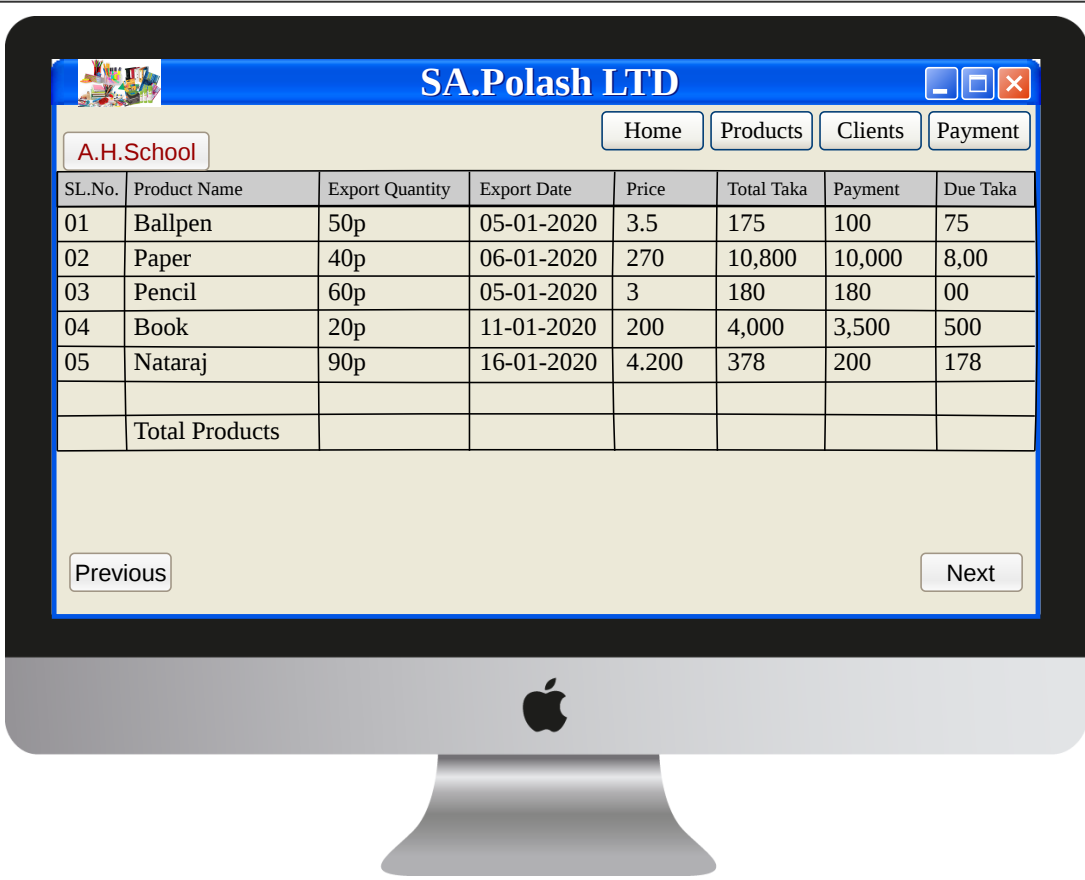 SA.Polash LTD
Home Products Clients Payment
A.H.School
SL.No. Product Name Export Quantity Export Date Price Total Taka Payment Due Taka
01 Ballpen 50p 05-01-2020 3.5 175 100 75
02 Paper 40p 06-01-2020 270 10,800 10,000 8,00
03 Pencil 60p 05-01-2020 3 180 180 00
04 Book 20p 11-01-2020 200 4,000 3,500 500
05 Nataraj 90p 16-01-2020 4.200 378 200 178
Total Products
Previous Next